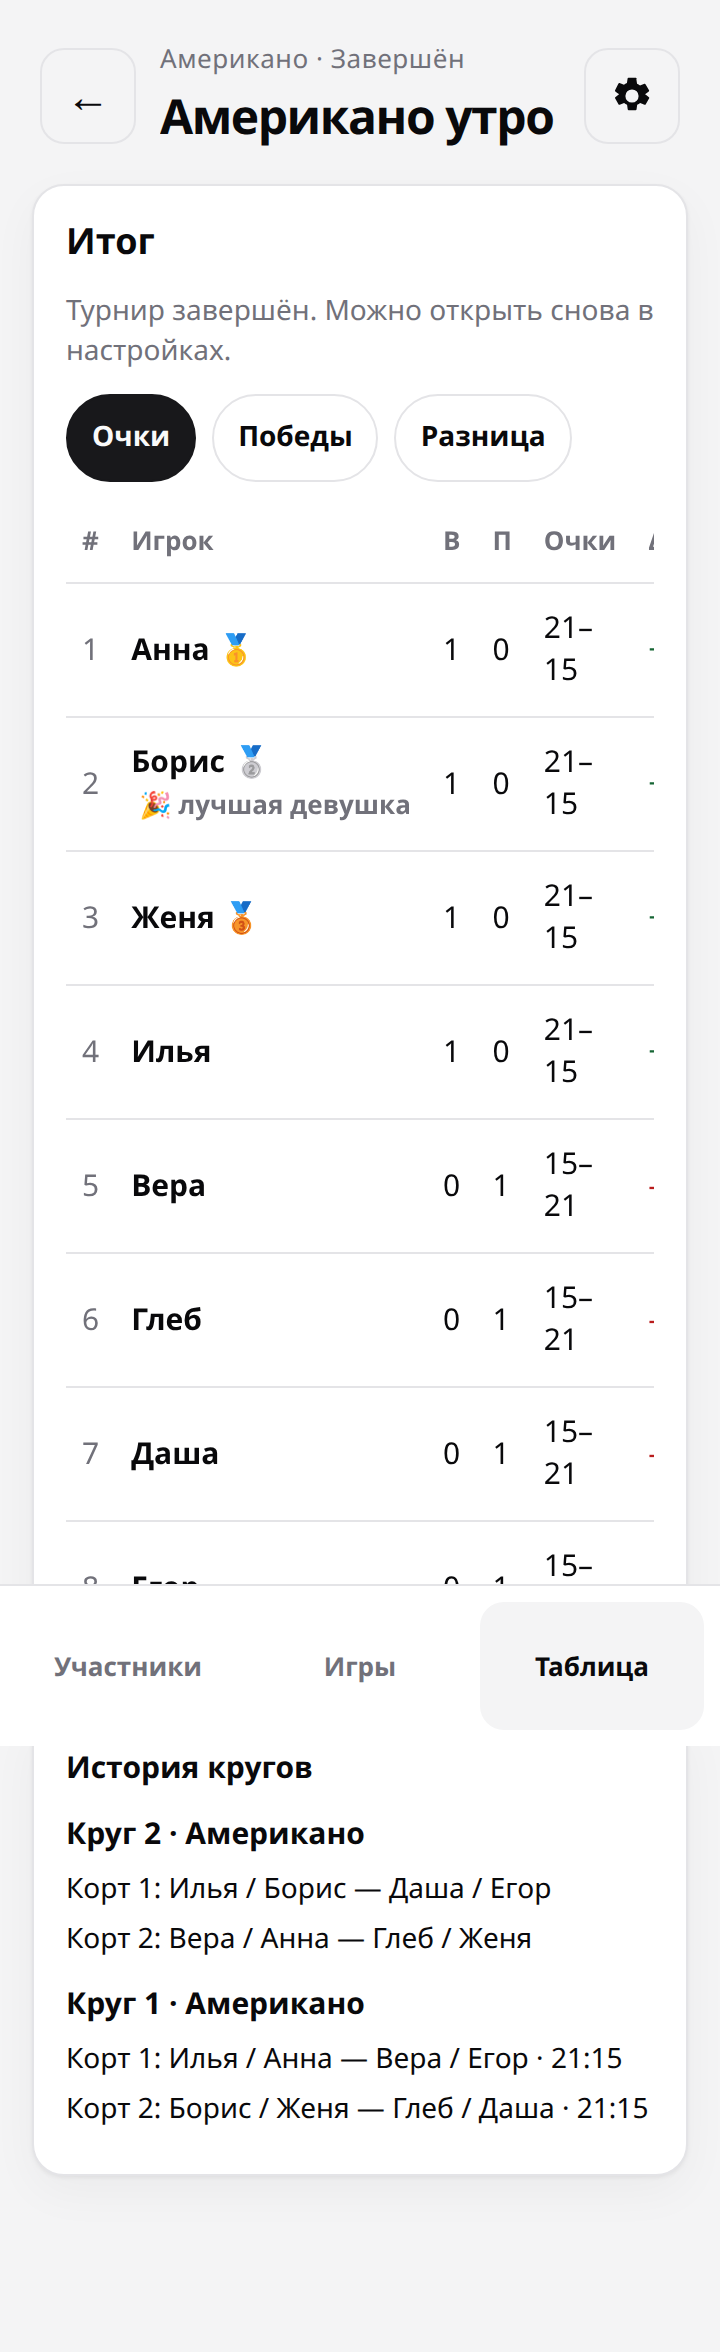 Американо · Завершён
← Американо утро
Итог
Турнир завершён. Можно открыть снова в
настройках.
Очки Победы Разница
# Игрок В П Очки
1 Анна 1 0 21–
15
2 Борис 1 0 21–
🎉 лучшая девушка 15
3 Женя 1 0 21–
15
4 Илья 1 0 21–
15
5 Вера 0 1 15–
21
6 Глеб 0 1 15–
21
7 Даша 0 1 15–
21
15–
Участники Игры Таблица
История кругов
Круг 2 · Американо
Корт 1: Илья / Борис — Даша / Егор
Корт 2: Вера / Анна — Глеб / Женя
Круг 1 · Американо
Корт 1: Илья / Анна — Вера / Егор · 21:15
Корт 2: Борис / Женя — Глеб / Даша · 21:15